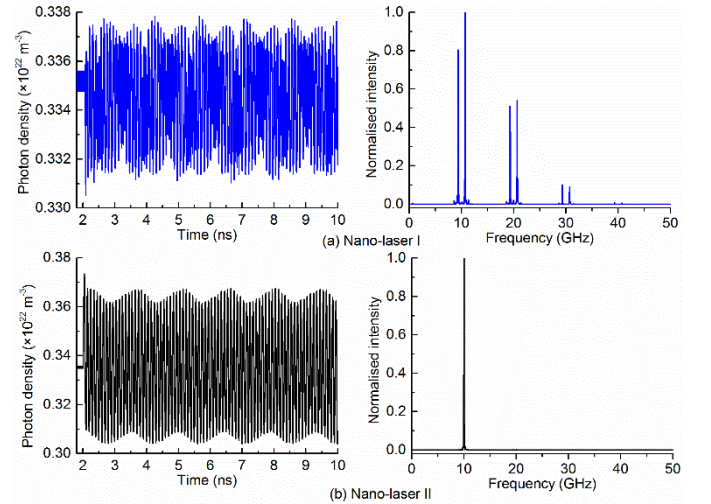 0.338
0.336
0.334
0.332
0.330
Photon density (×10²² m⁻³)
2 3 4 5 6 7 8 9 10
Time (ns)
1.0
0.8
0.6
0.4
0.2
0.0
Normalised intensity
0 10 20 30 40 50
Frequency (GHz)
(a) Nano-laser I
0.38
0.36
0.34
0.32
0.30
Photon density (×10²² m⁻³)
2 3 4 5 6 7 8 9 10
Time (ns)
1.0
0.8
0.6
0.4
0.2
0.0
Normalised intensity
0 10 20 30 40 50
Frequency (GHz)
(b) Nano-laser II